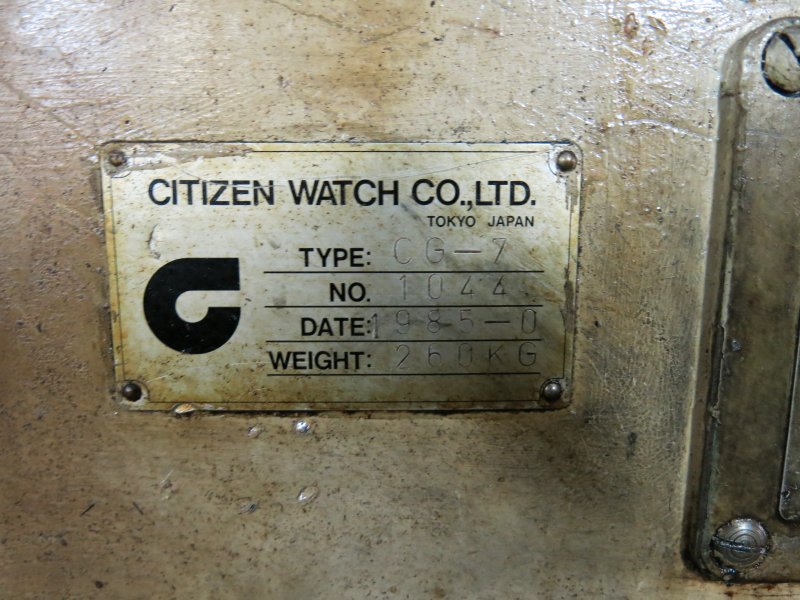 CITIZEN WATCH CO.,LTD.
TOKYO JAPAN
TYPE: CG-7
NO. 1044
DATE: 1985-0
WEIGHT: 260KG